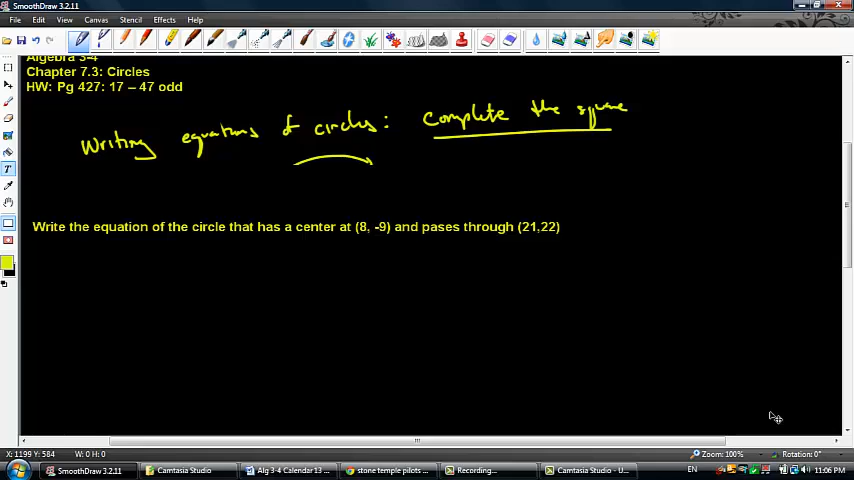 SmoothDraw 3.2.11
File Edit View Canvas Stencil Effects Help
Algebra 3-4
Chapter 7.3: Circles
HW: Pg 427: 17 – 47 odd
Writing equations of circles: Complete the square
Write the equation of the circle that has a center at (8, -9) and pases through (21,22)
X: 1199 Y: 584 W: 0 H: 0 Zoom: 100% Rotation: 0°
SmoothDraw 3.2.11 Camtasia Studio Alg 3-4 Calendar 13 ... stone temple pilots ... Recording... Camtasia Studio - U... EN 11:06 PM